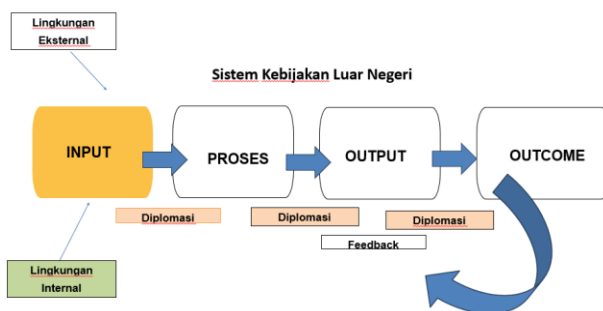 Lingkungan
Eksternal
Sistem Kebijakan Luar Negeri
INPUT
PROSES
OUTPUT
OUTCOME
Diplomasi
Diplomasi
Diplomasi
Feedback
Lingkungan
Internal